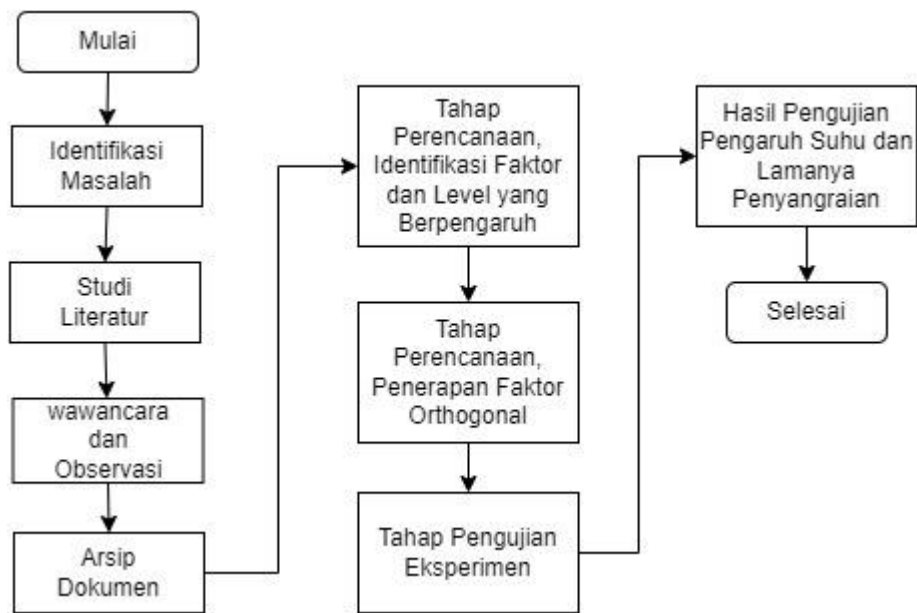 Mulai
Identifikasi
Masalah
Studi
Literatur
wawancara
dan
Observasi
Arsip
Dokumen
Tahap
Perencanaan,
Identifikasi Faktor
dan Level yang
Berpengaruh
Tahap
Perencanaan,
Penerapan Faktor
Orthogonal
Tahap Pengujian
Eksperimen
Hasil Pengujian
Pengaruh Suhu dan
Lamanya
Penyangraian
Selesai